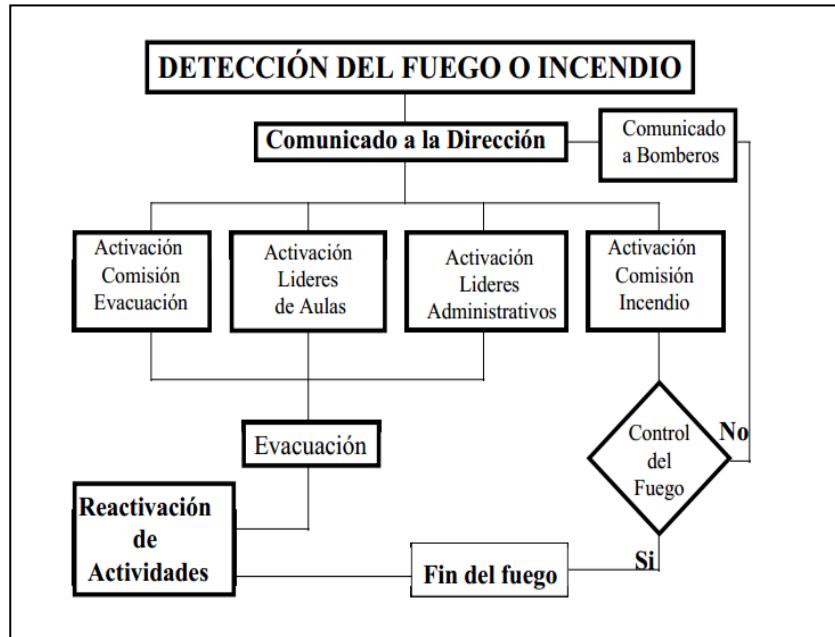 DETECCIÓN DEL FUEGO O INCENDIO
Comunicado a la Dirección
Comunicado
a Bomberos
Activación
Comisión
Evacuación
Activación
Lideres
de Aulas
Activación
Lideres
Administrativos
Activación
Comisión
Incendio
Control
del
Fuego
No
Evacuación
Reactivación
de
Actividades
Fin del fuego
Si